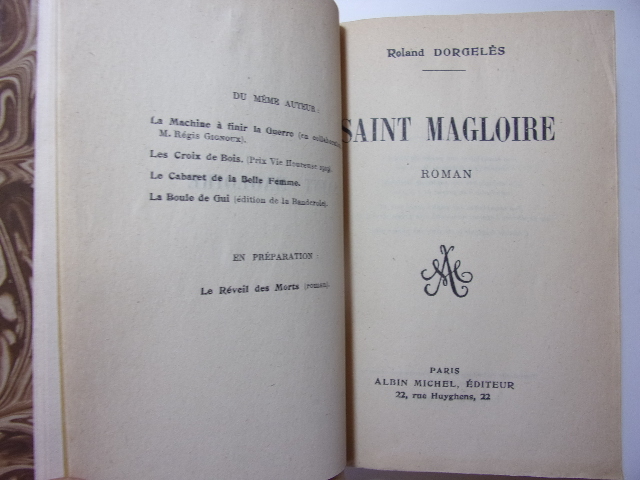 DU MÊME AUTEUR :
La Machine à finir la Guerre (en collaboration,
M. Régis Gignoux).
Les Croix de Bois. (Prix Vie Heureuse 1919).
Le Cabaret de la Belle Femme.
La Boule de Gui (édition de la Banderole).
EN PRÉPARATION :
Le Réveil des Morts (roman).
Roland DORGELÈS
SAINT MAGLOIRE
ROMAN
AM
PARIS
ALBIN MICHEL, ÉDITEUR
22, rue Huyghens, 22